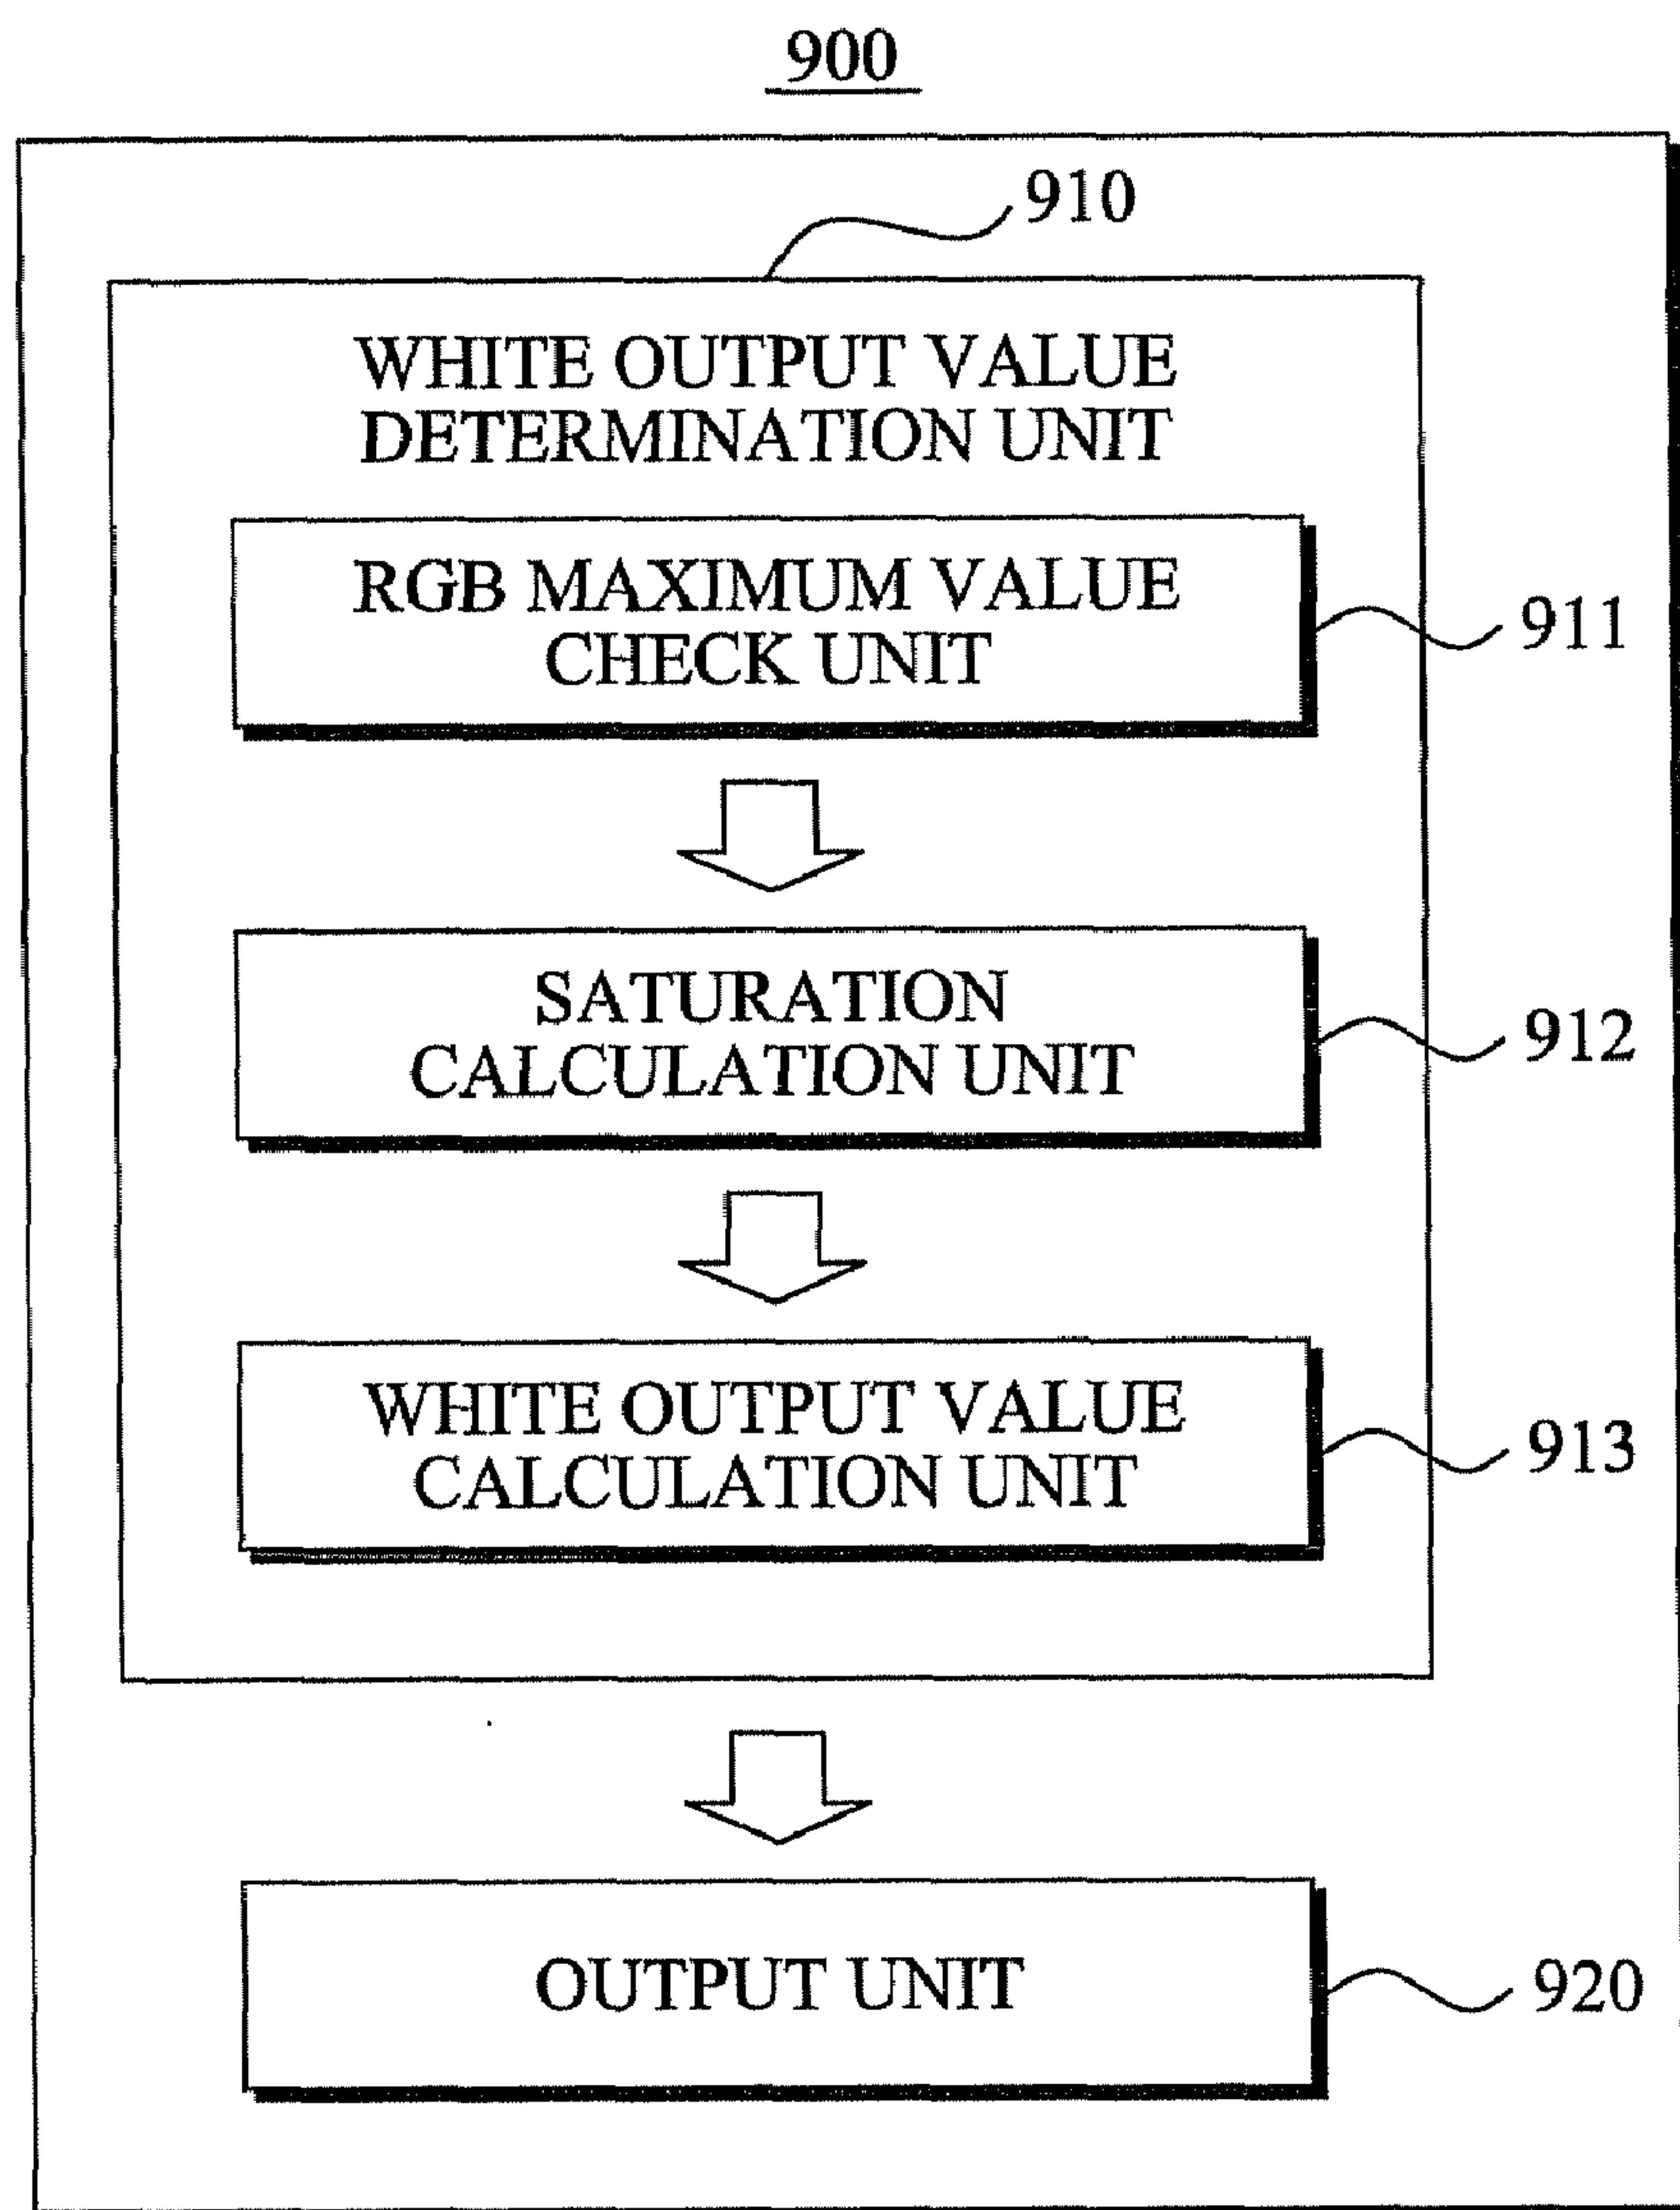 900
910
WHITE OUTPUT VALUE
DETERMINATION UNIT
RGB MAXIMUM VALUE
CHECK UNIT
911
SATURATION
CALCULATION UNIT
912
WHITE OUTPUT VALUE
CALCULATION UNIT
913
OUTPUT UNIT
920